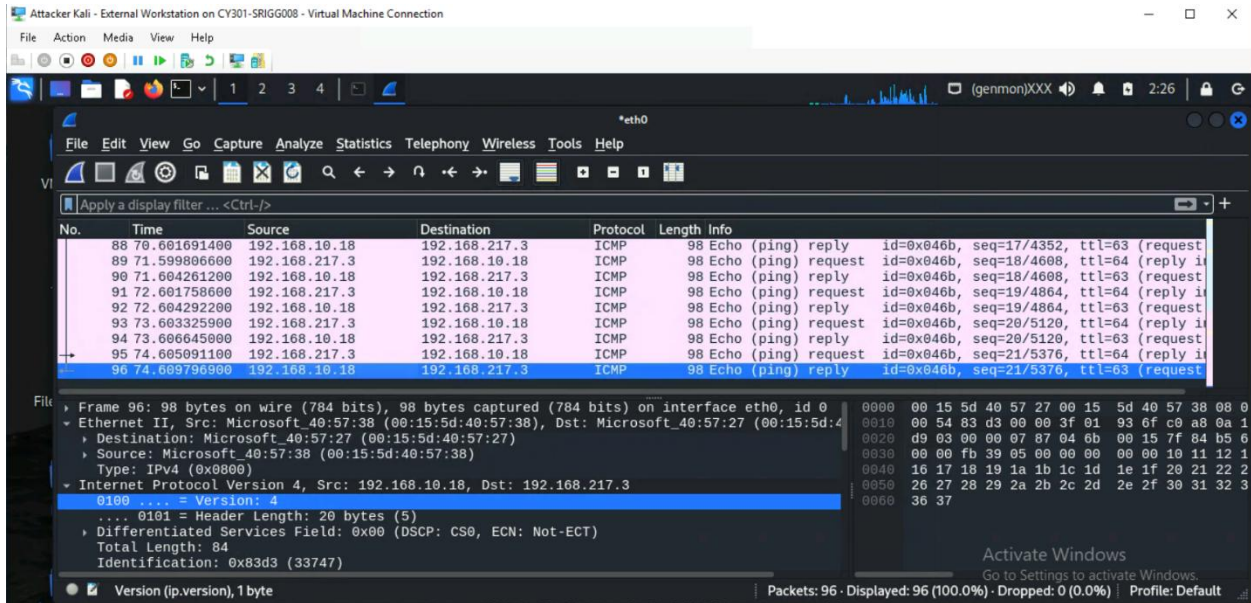 Attacker Kali - External Workstation on CY301-SRIGG008 - Virtual Machine Connection
File Action Media View Help
1 2 3 4 (genmon)XXX 2:26
*eth0
File Edit View Go Capture Analyze Statistics Telephony Wireless Tools Help
VI
Apply a display filter ... <Ctrl-/>
No. Time Source Destination Protocol Length Info
88 70.601691400 192.168.10.18 192.168.217.3 ICMP 98 Echo (ping) reply id=0x046b, seq=17/4352, ttl=63 (request
89 71.599806600 192.168.217.3 192.168.10.18 ICMP 98 Echo (ping) request id=0x046b, seq=18/4608, ttl=64 (reply i
90 71.604261200 192.168.10.18 192.168.217.3 ICMP 98 Echo (ping) reply id=0x046b, seq=18/4608, ttl=63 (request
91 72.601758600 192.168.217.3 192.168.10.18 ICMP 98 Echo (ping) request id=0x046b, seq=19/4864, ttl=64 (reply i
92 72.604292200 192.168.10.18 192.168.217.3 ICMP 98 Echo (ping) reply id=0x046b, seq=19/4864, ttl=63 (request
93 73.603325900 192.168.217.3 192.168.10.18 ICMP 98 Echo (ping) request id=0x046b, seq=20/5120, ttl=64 (reply i
94 73.606645000 192.168.10.18 192.168.217.3 ICMP 98 Echo (ping) reply id=0x046b, seq=20/5120, ttl=63 (request
95 74.605091100 192.168.217.3 192.168.10.18 ICMP 98 Echo (ping) request id=0x046b, seq=21/5376, ttl=64 (reply i
96 74.609796900 192.168.10.18 192.168.217.3 ICMP 98 Echo (ping) reply id=0x046b, seq=21/5376, ttl=63 (request
File
Frame 96: 98 bytes on wire (784 bits), 98 bytes captured (784 bits) on interface eth0, id 0
Ethernet II, Src: Microsoft_40:57:38 (00:15:5d:40:57:38), Dst: Microsoft_40:57:27 (00:15:5d:4
Destination: Microsoft_40:57:27 (00:15:5d:40:57:27)
Source: Microsoft_40:57:38 (00:15:5d:40:57:38)
Type: IPv4 (0x0800)
Internet Protocol Version 4, Src: 192.168.10.18, Dst: 192.168.217.3
0100 .... = Version: 4
.... 0101 = Header Length: 20 bytes (5)
Differentiated Services Field: 0x00 (DSCP: CS0, ECN: Not-ECT)
Total Length: 84
Identification: 0x83d3 (33747)
0000 00 15 5d 40 57 27 00 15 5d 40 57 38 08 0
0010 00 54 83 d3 00 00 3f 01 93 6f c0 a8 0a 1
0020 d9 03 00 00 07 87 04 6b 00 15 7f 84 b5 6
0030 00 00 fb 39 05 00 00 00 00 00 10 11 12 1
0040 16 17 18 19 1a 1b 1c 1d 1e 1f 20 21 22 2
0050 26 27 28 29 2a 2b 2c 2d 2e 2f 30 31 32 3
0060 36 37
Activate Windows
Go to Settings to activate Windows.
Version (ip.version), 1 byte
Packets: 96 · Displayed: 96 (100.0%) · Dropped: 0 (0.0%) Profile: Default